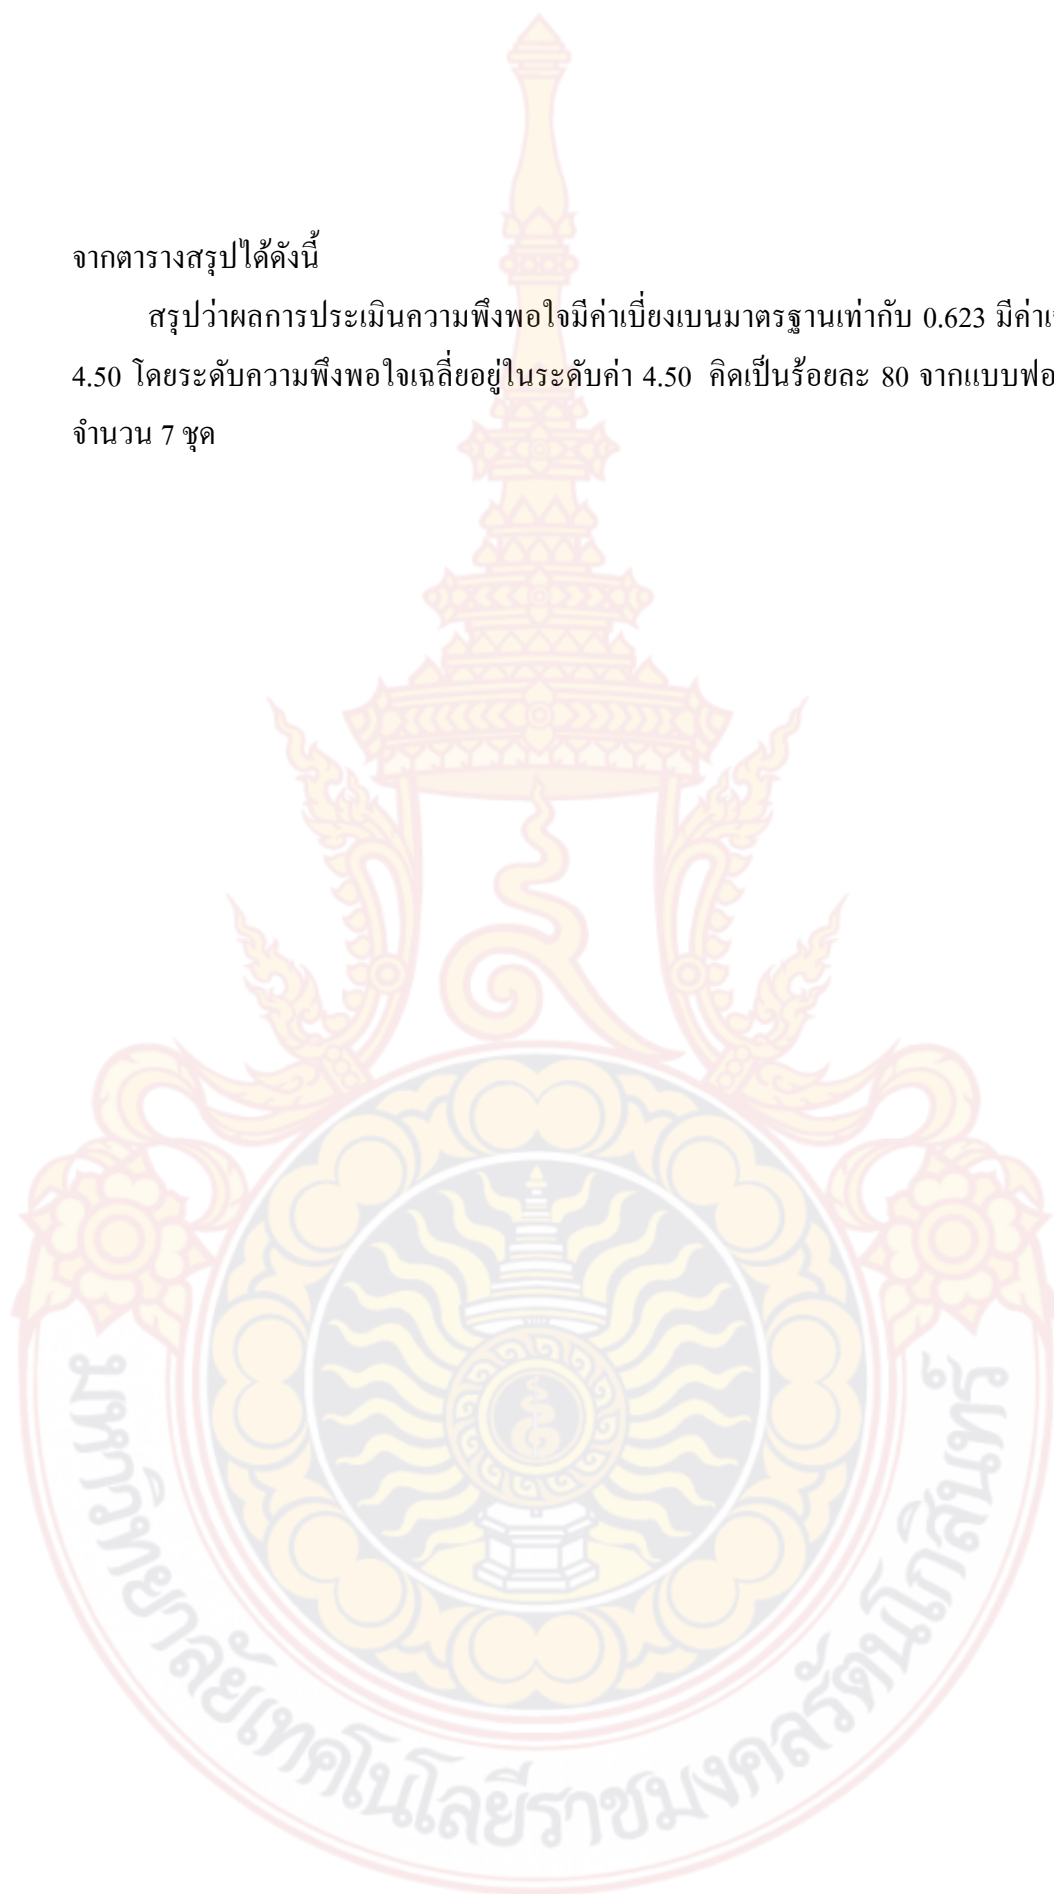 จากตารางสรุปได้ดังนี้
สรุปว่าผลการประเมินความพึงพอใจมีค่าเบี่ยงเบนมาตรฐานเท่ากับ 0.623 มีค่า
4.50 โดยระดับความพึงพอใจเฉลี่ยอยู่ในระดับค่า 4.50 คิดเป็นร้อยละ 80 จาก
จำนวน 7 ชุด
มหาวิทยาลัยเทคโนโลยีราชมงคลรัตนโกสินทร์